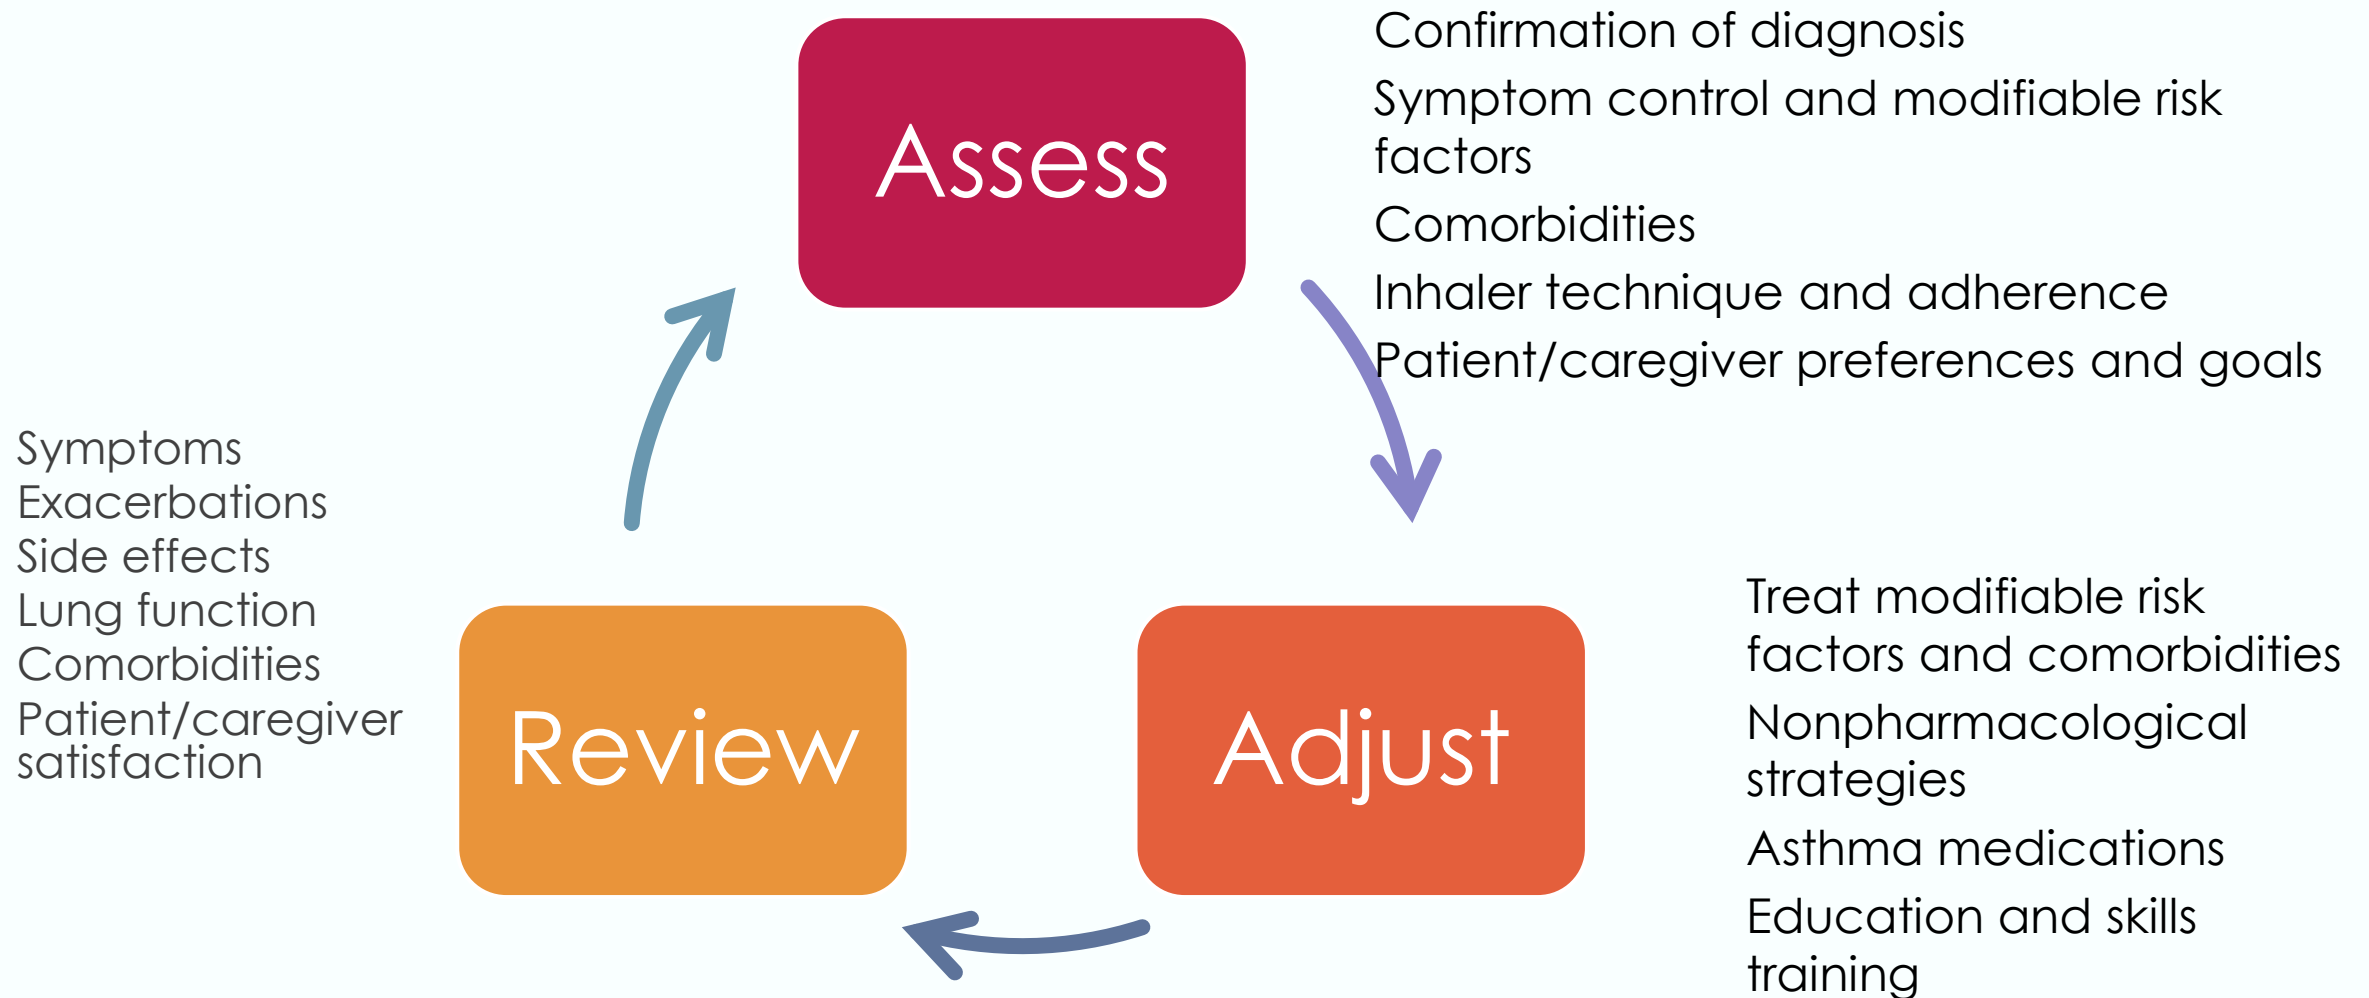 Assess
Confirmation of diagnosis
Symptom control and modifiable risk
factors
Comorbidities
Inhaler technique and adherence
Patient/caregiver preferences and goals
Adjust
Treat modifiable risk
factors and comorbidities
Nonpharmacological
strategies
Asthma medications
Education and skills
training
Review
Symptoms
Exacerbations
Side effects
Lung function
Comorbidities
Patient/caregiver
satisfaction